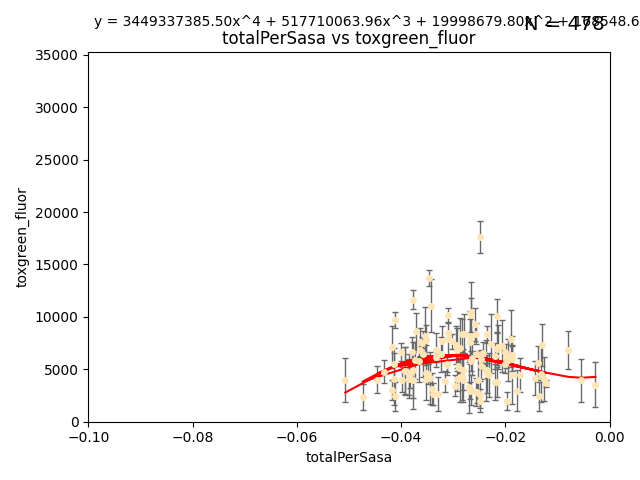 y = 3449337385.50x^4 + 517710063.96x^3 + 19998679.80x^2 +
N = 478
totalPerSasa vs toxgreen_fluor
35000
30000
25000
20000
15000
10000
5000
0
toxgreen_fluor
−0.10 −0.08 −0.06 −0.04 −0.02 0.00
totalPerSasa